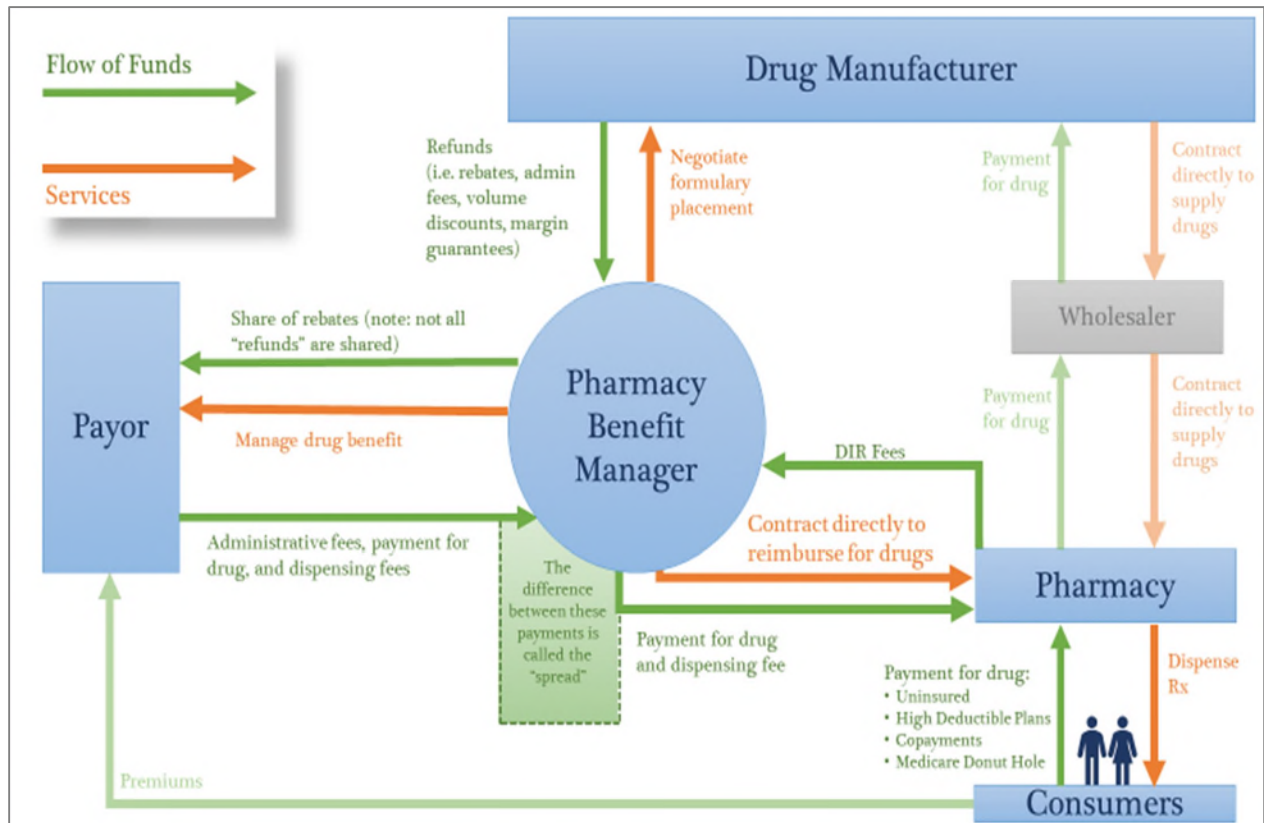 Flow of Funds
Services
Drug Manufacturer
Refunds
(i.e. rebates, admin
fees, volume
discounts, margin
guarantees)
Negotiate
formulary
placement
Payment
for drug
Contract
directly to
supply
drugs
Wholesaler
Share of rebates (note: not all
“refunds” are shared)
Payor
Manage drug benefit
Pharmacy
Benefit
Manager
Payment
for drug
Contract
directly to
supply
drugs
DIR Fees
Contract directly to
reimburse for drugs
Administrative fees, payment for
drug, and dispensing fees
The
difference
between these
payments is
called the
“spread”
Payment for drug
and dispensing fee
Pharmacy
Payment for drug:
• Uninsured
• High Deductible Plans
• Copayments
• Medicare Donut Hole
Dispense
Rx
Premiums
Consumers